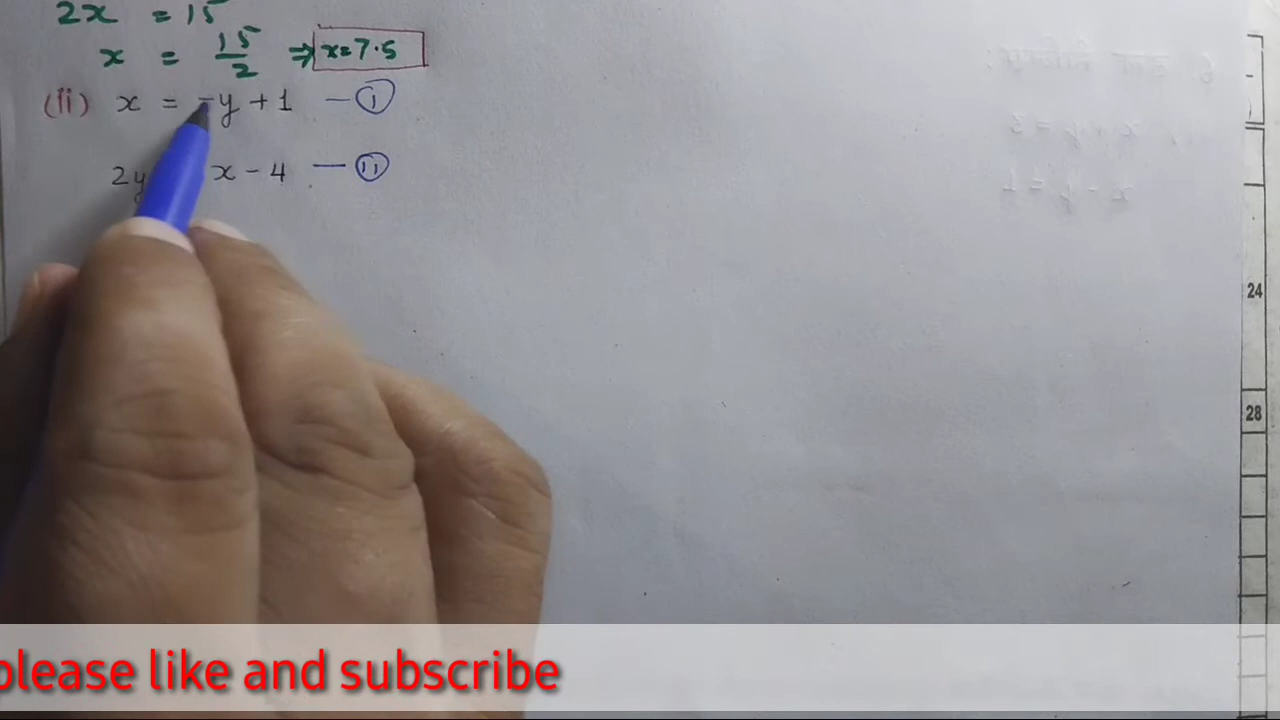 2x = 15
x = 15/2 ⇒ x = 7.5
(ii) x = -y + 1 — ①
2y x - 4 — ⑪
24
28
please like and subscribe